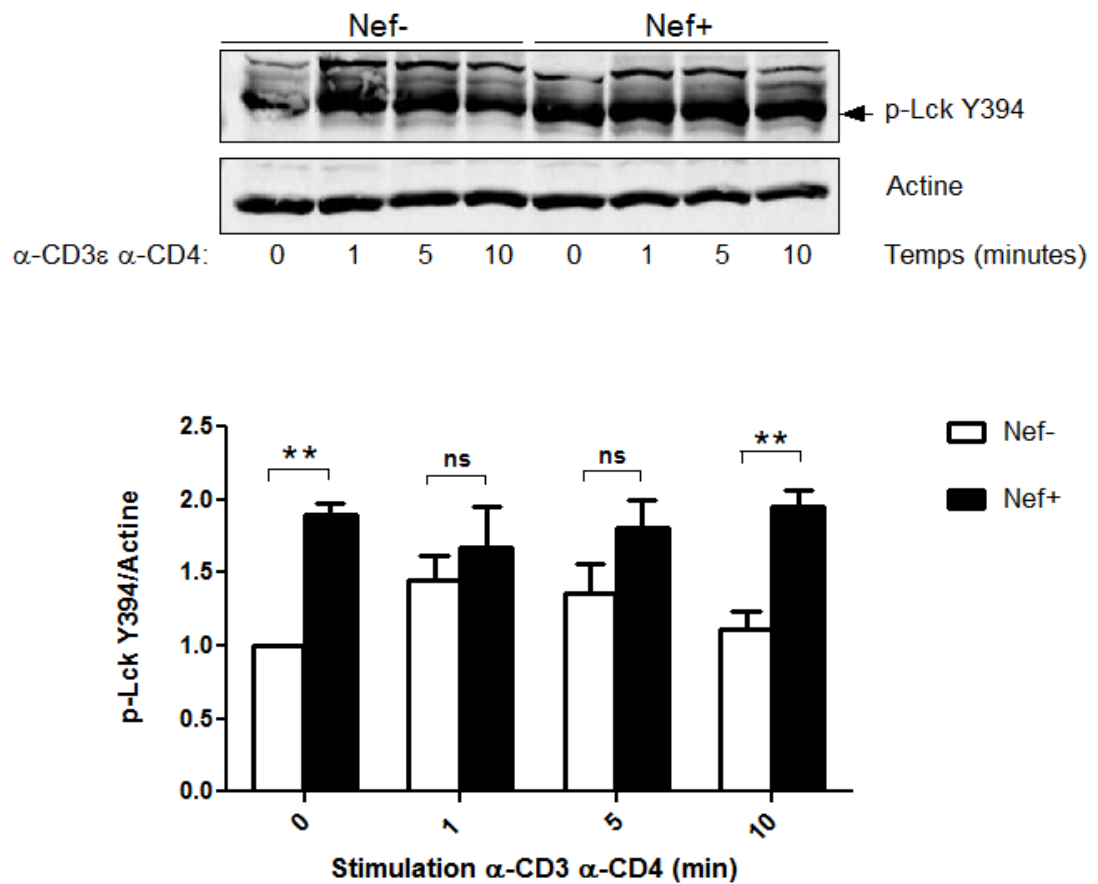 Nef- Nef+
p-Lck Y394
Actine
α-CD3ε α-CD4: 0 1 5 10 0 1 5 10 Temps (minutes)
p-Lck Y394/Actine
2.5
2.0
1.5
1.0
0.5
0.0
** ns ns **
Nef-
Nef+
0 1 5 10
Stimulation α-CD3 α-CD4 (min)